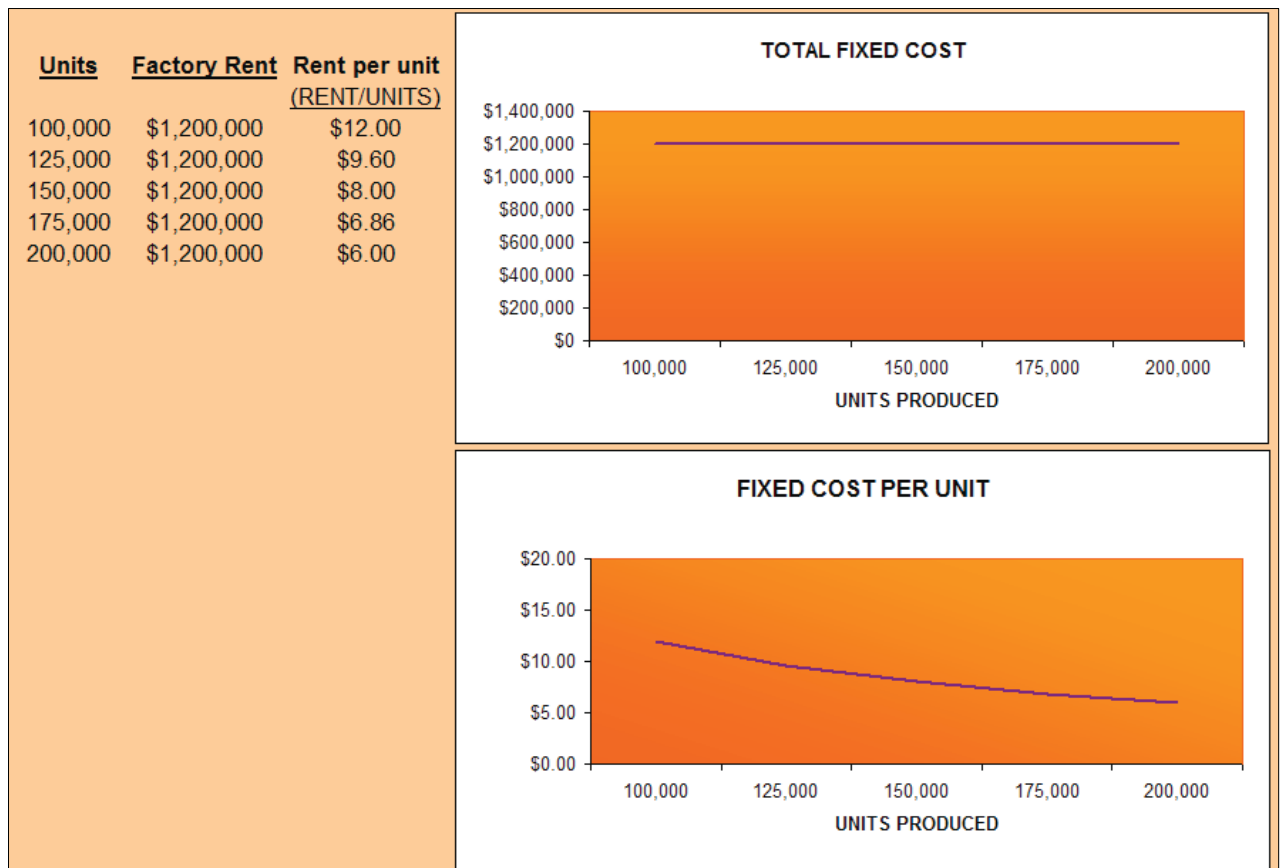 Units Factory Rent Rent per unit
(RENT/UNITS)
100,000 $1,200,000 $12.00
125,000 $1,200,000 $9.60
150,000 $1,200,000 $8.00
175,000 $1,200,000 $6.86
200,000 $1,200,000 $6.00
TOTAL FIXED COST
$1,400,000
$1,200,000
$1,000,000
$800,000
$600,000
$400,000
$200,000
$0
100,000 125,000 150,000 175,000 200,000
UNITS PRODUCED
FIXED COST PER UNIT
$20.00
$15.00
$10.00
$5.00
$0.00
100,000 125,000 150,000 175,000 200,000
UNITS PRODUCED